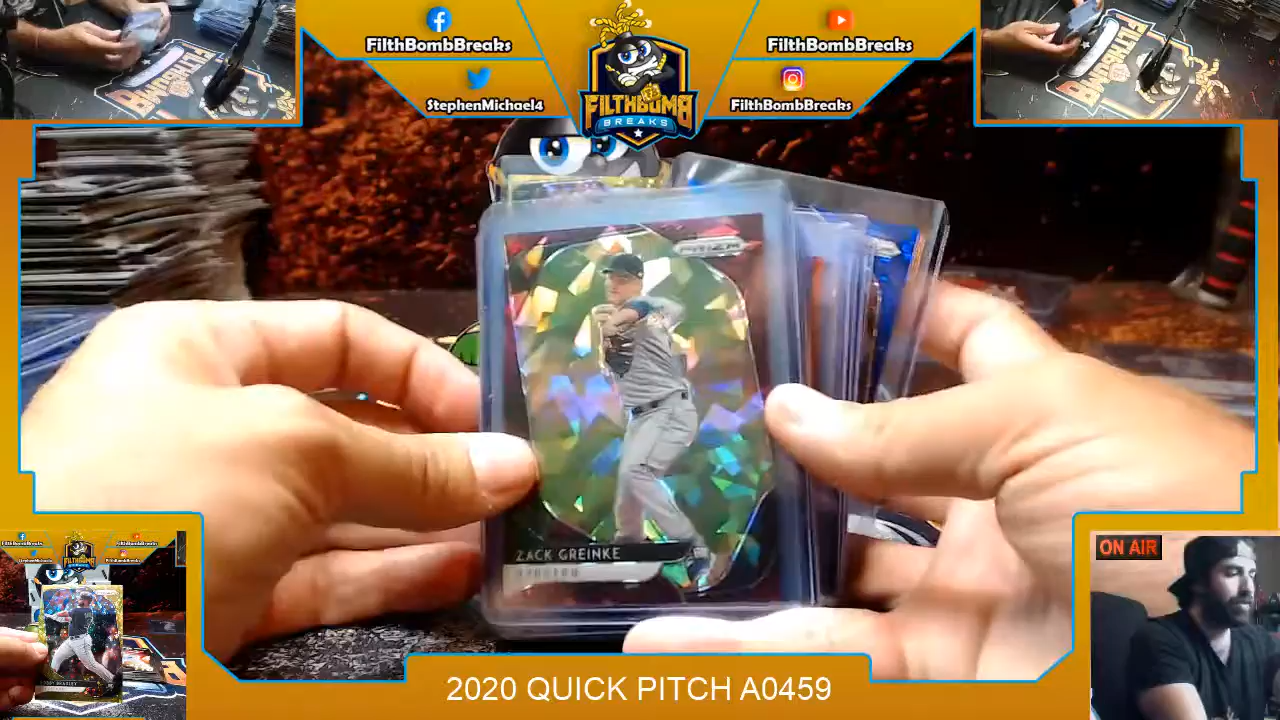 FilthBombBreaks
FilthBombBreaks
StephenMichael4
FilthBombBreaks
FILTHBOMB
BREAKS
PRIZM
ZACK GREINKE
ON AIR
2020 QUICK PITCH A0459